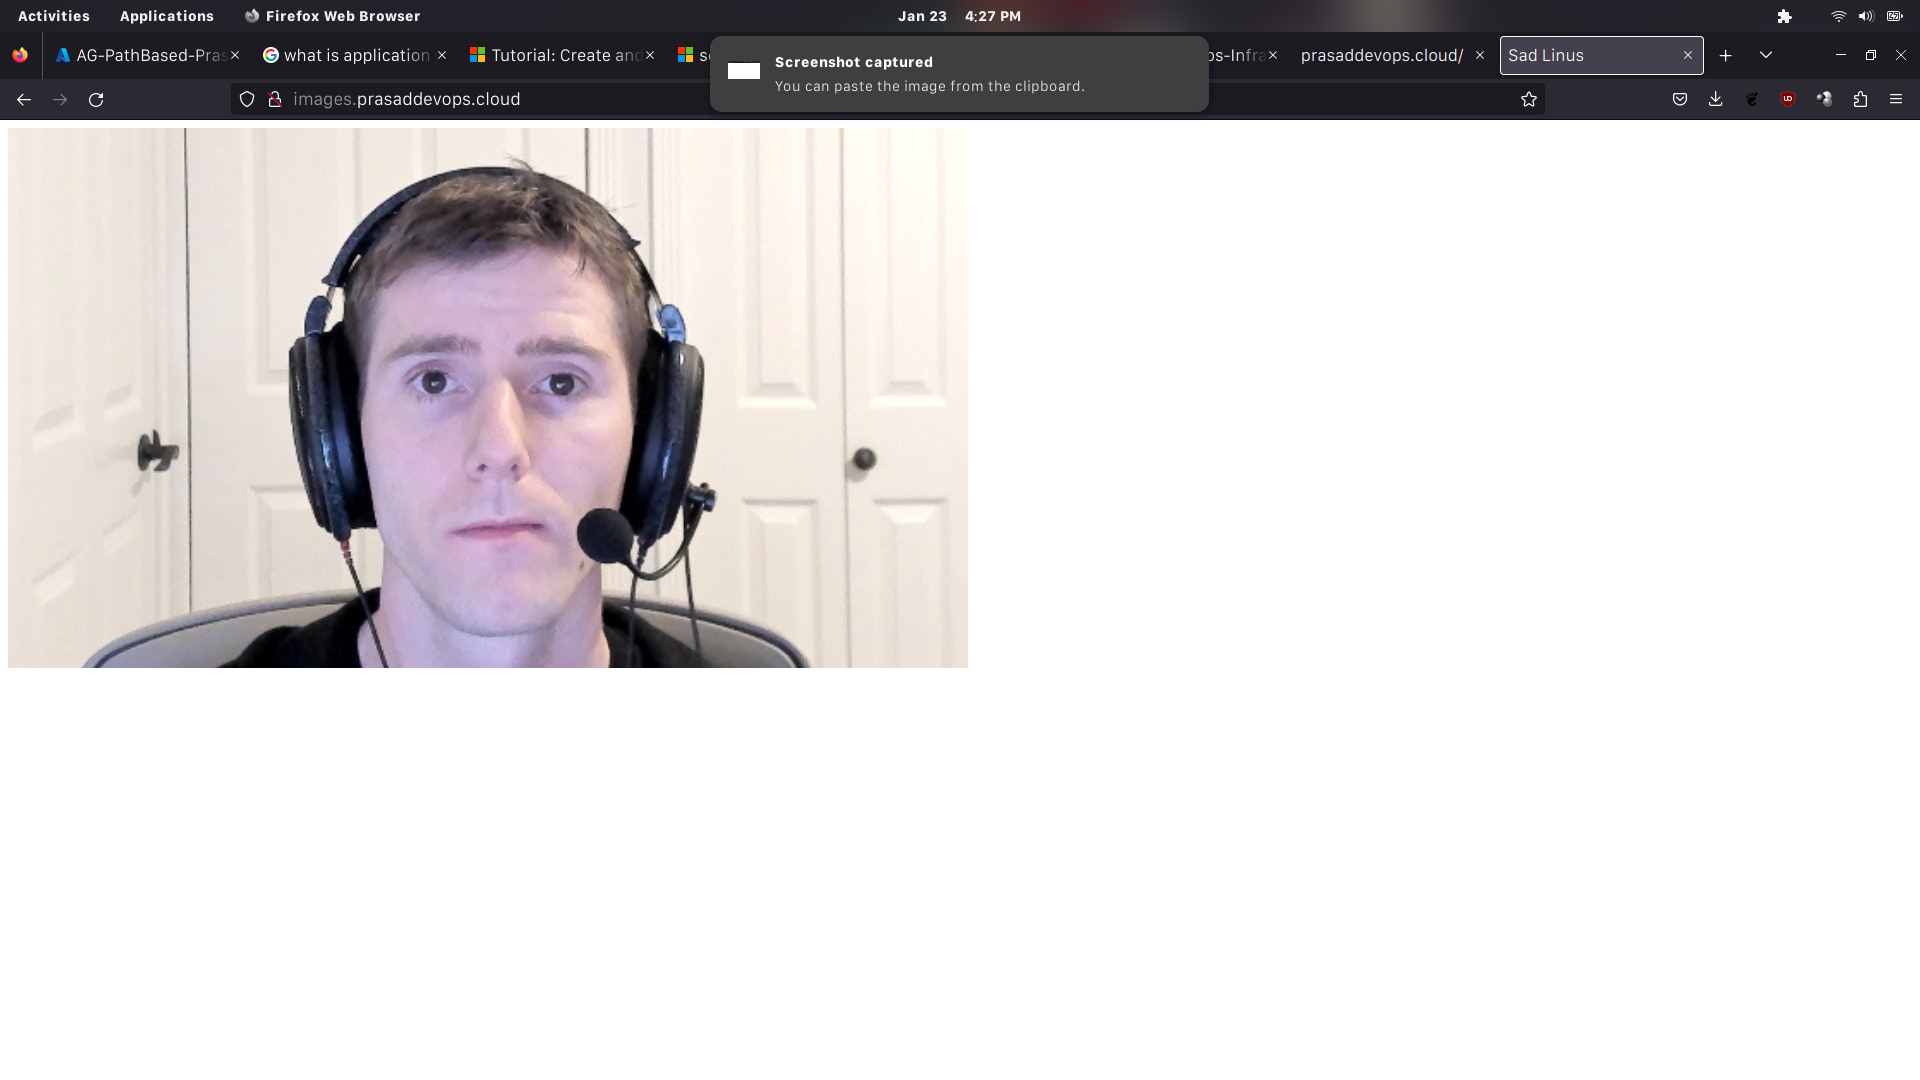 Activities Applications Firefox Web Browser Jan 23 4:27 PM
AG-PathBased-Pras what is application Tutorial: Create and s ps-Infra prasaddevops.cloud/ Sad Linus
Screenshot captured
You can paste the image from the clipboard.
images.prasaddevops.cloud